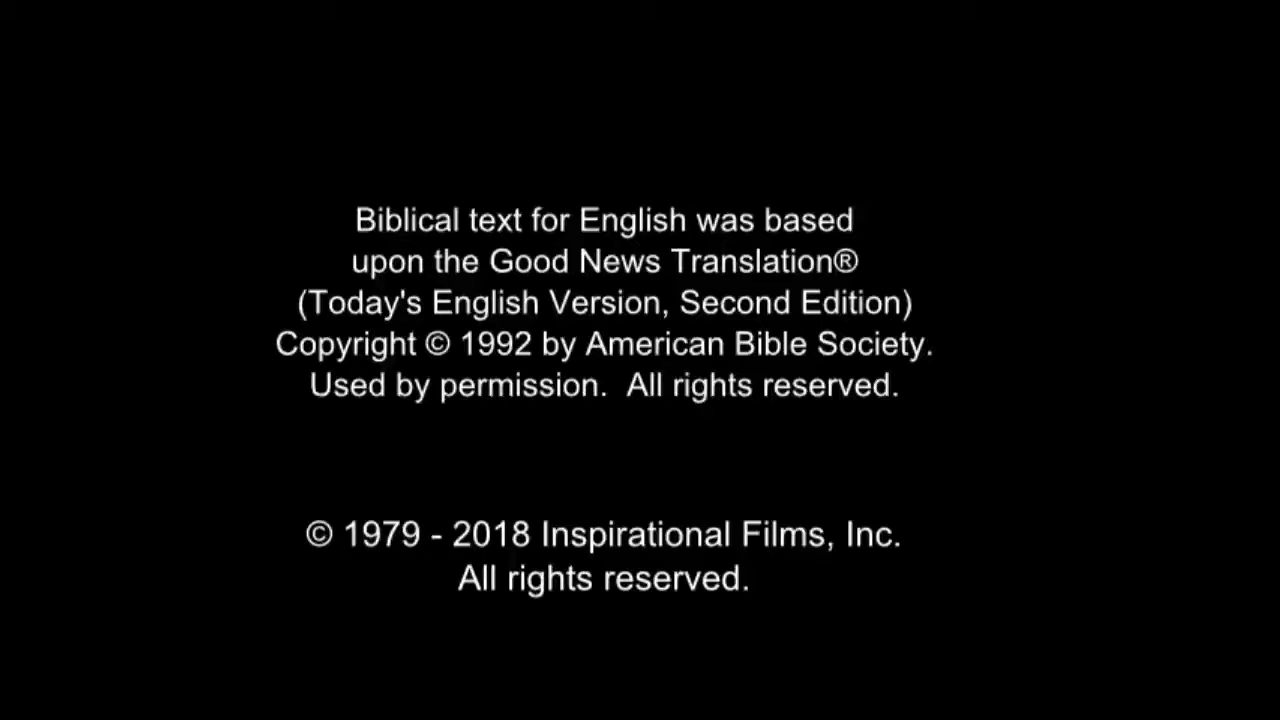 Biblical text for English was based
upon the Good News Translation®
(Today's English Version, Second Edition)
Copyright © 1992 by American Bible Society.
Used by permission.  All rights reserved.
© 1979 - 2018 Inspirational Films, Inc.
All rights reserved.